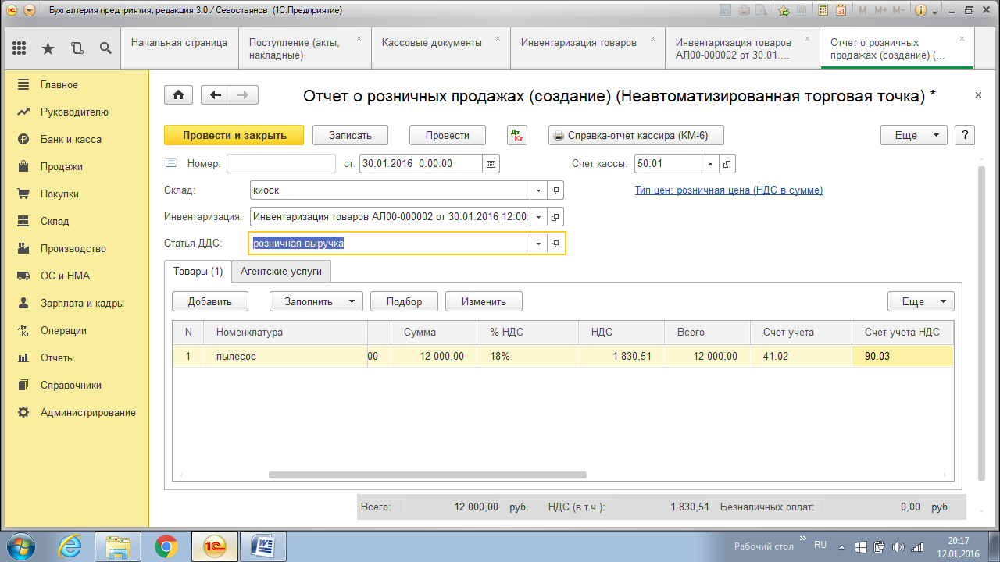 Бухгалтерия предприятия, редакция 3.0 / Севостьянов (1С:Предприятие)
M M+ M-
Начальная страница
Поступление (акты, накладные)
Кассовые документы
Инвентаризация товаров
Инвентаризация товаров АЛ00-000002 от 30.01....
Отчет о розничных продажах (создание) (...
Главное
Руководителю
Банк и касса
Продажи
Покупки
Склад
Производство
ОС и НМА
Зарплата и кадры
Операции
Отчеты
Справочники
Администрирование
Отчет о розничных продажах (создание) (Неавтоматизированная торговая точка) *
Провести и закрыть
Записать
Провести
Дт Кт
Справка-отчет кассира (КМ-6)
Еще
?
Номер:
от: 30.01.2016 0:00:00
Счет кассы: 50.01
Склад: киоск
Тип цен: розничная цена (НДС в сумме)
Инвентаризация: Инвентаризация товаров АЛ00-000002 от 30.01.2016 12:00:
Статья ДДС: розничная выручка
Товары (1)
Агентские услуги
Добавить
Заполнить
Подбор
Изменить
Еще
N Номенклатура Сумма % НДС НДС Всего Счет учета Счет учета НДС
1 пылесос 00 12 000,00 18% 1 830,51 12 000,00 41.02 90.03
Всего: 12 000,00 руб. НДС (в т.ч.): 1 830,51 Безналичных оплат: 0,00 руб.
Рабочий стол
RU
20:17
12.01.2016